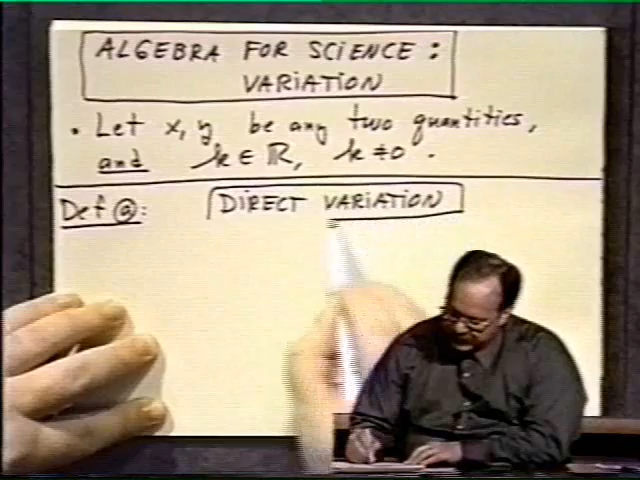 ALGEBRA FOR SCIENCE:
VARIATION
• Let x, y be any two quantities,
and k ∈ ℝ, k ≠ 0.
Def ⓐ: DIRECT VARIATION